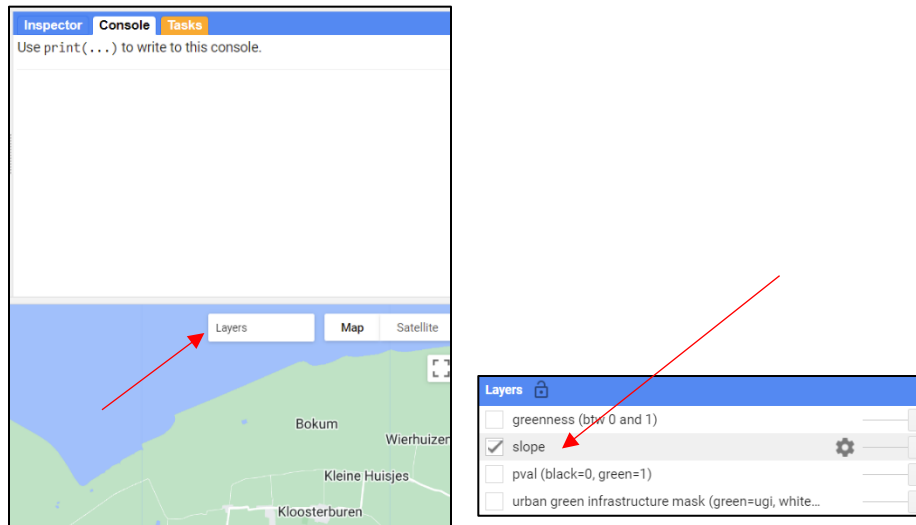 Inspector Console Tasks
Use print(...) to write to this console.
Layers Map Satellite
Bokum
Wierhuizen
Kleine Huisjes
Kloosterburen
Layers
greenness (btw 0 and 1)
slope
pval (black=0, green=1)
urban green infrastructure mask (green=ugi, white...